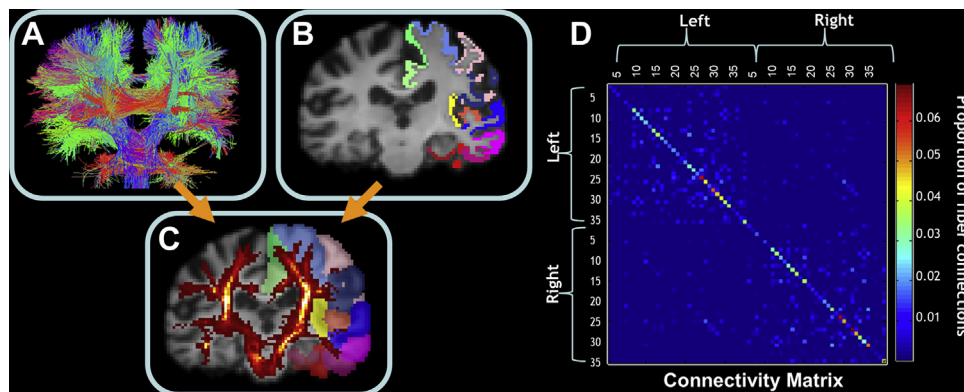 A
B
C
D
Left
Right
5 10 15 20 25 30 35 5 10 15 20 25 30 35
Left
5
10
15
20
25
30
35
Right
5
10
15
20
25
30
35
Connectivity Matrix
0.06
0.05
0.04
0.03
0.02
0.01
Proportion of fiber connections